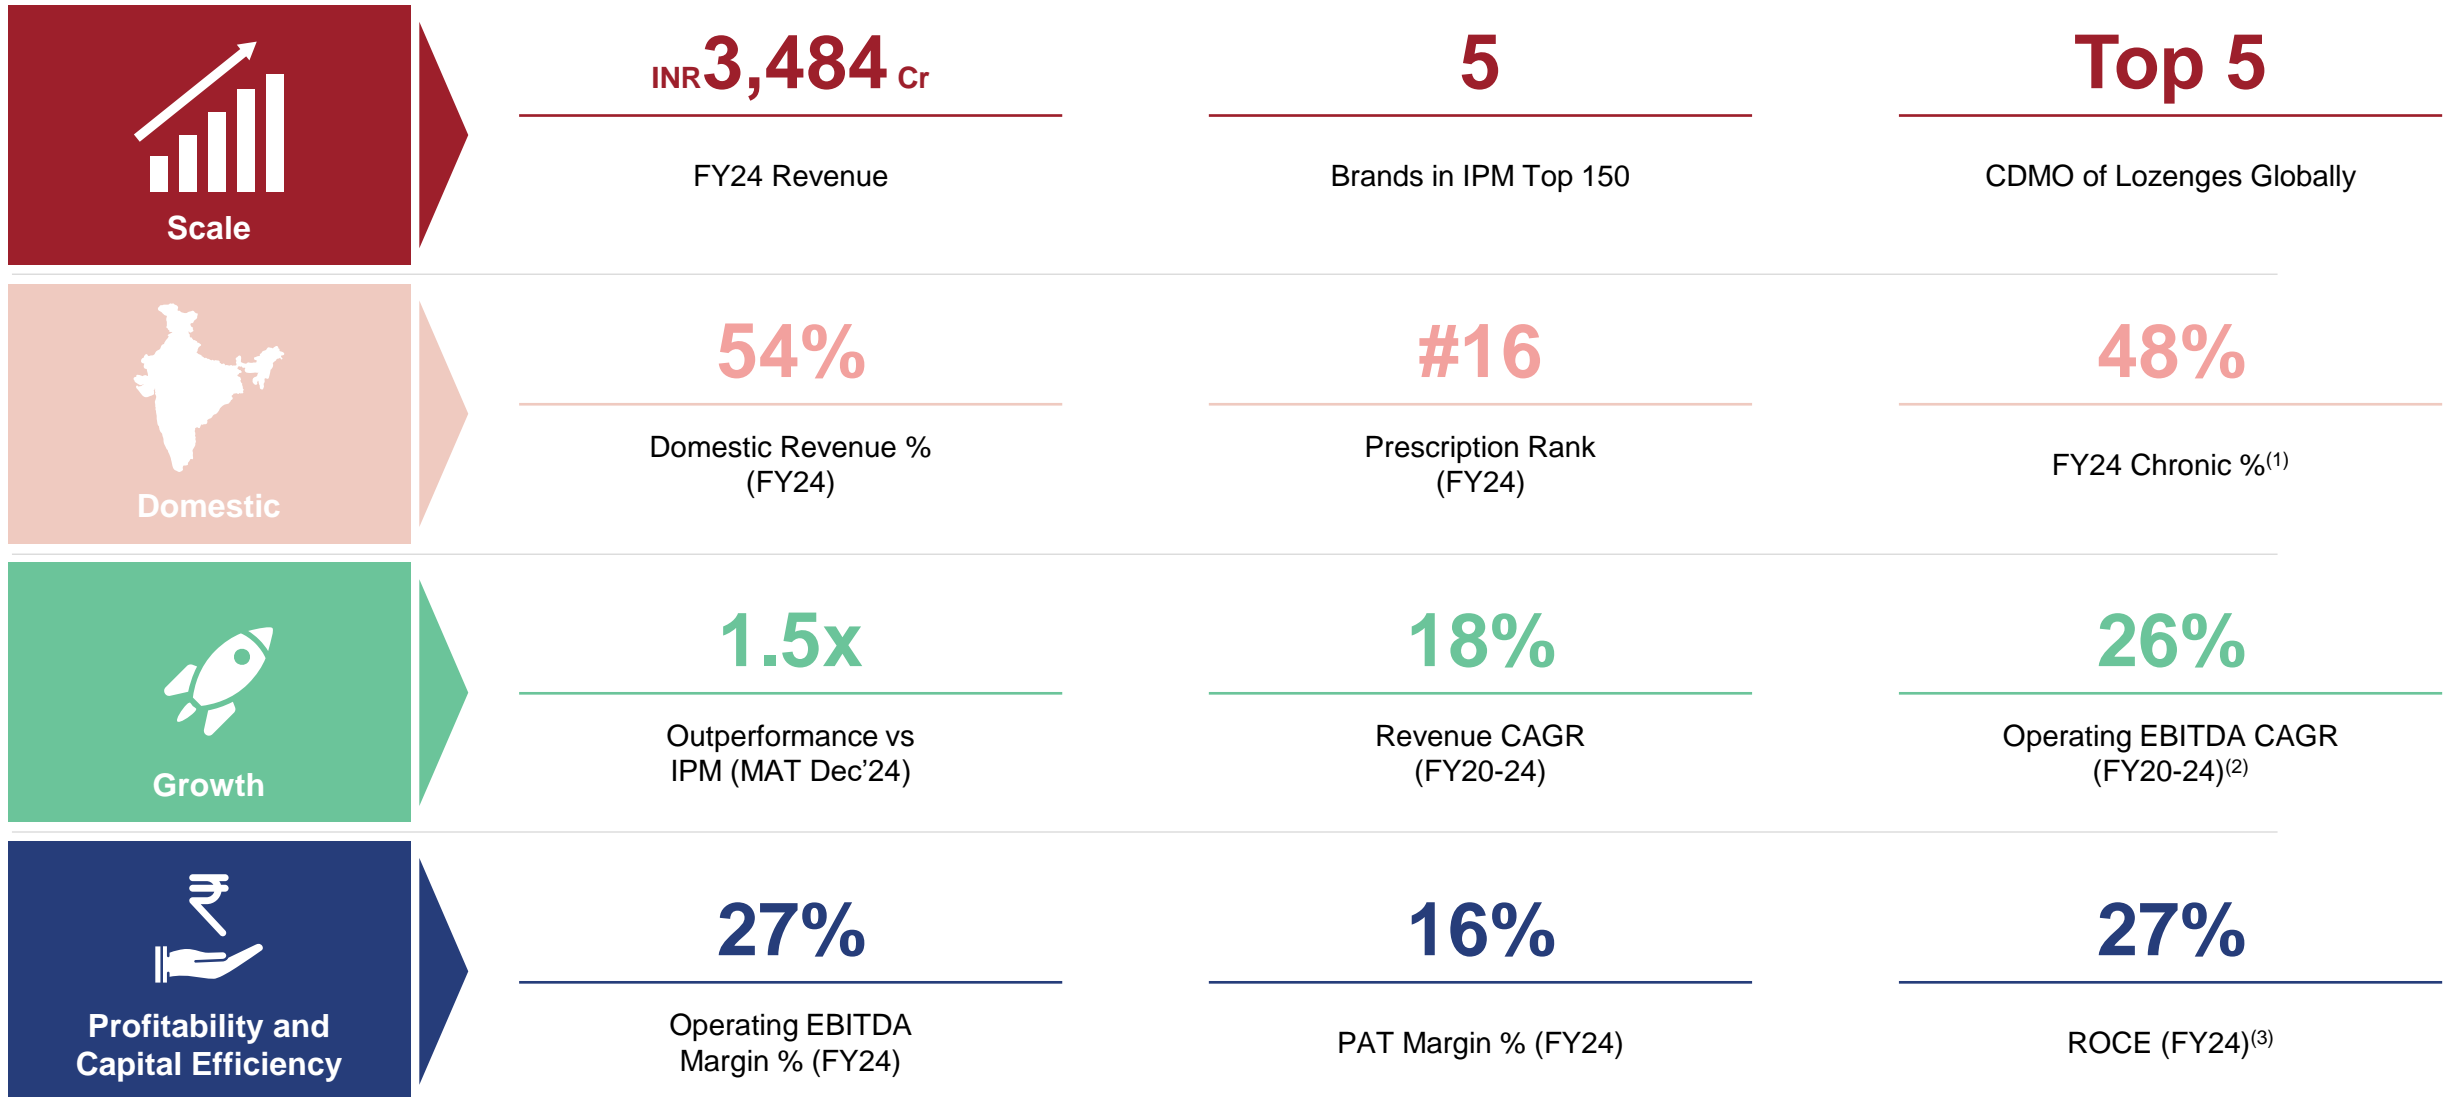 Scale
INR 3,484 Cr
FY24 Revenue
5
Brands in IPM Top 150
Top 5
CDMO of Lozenges Globally
Domestic
54%
Domestic Revenue %
(FY24)
#16
Prescription Rank
(FY24)
48%
FY24 Chronic %(1)
Growth
1.5x
Outperformance vs
IPM (MAT Dec’24)
18%
Revenue CAGR
(FY20-24)
26%
Operating EBITDA CAGR
(FY20-24)(2)
₹
Profitability and
Capital Efficiency
27%
Operating EBITDA
Margin % (FY24)
16%
PAT Margin % (FY24)
27%
ROCE (FY24)(3)